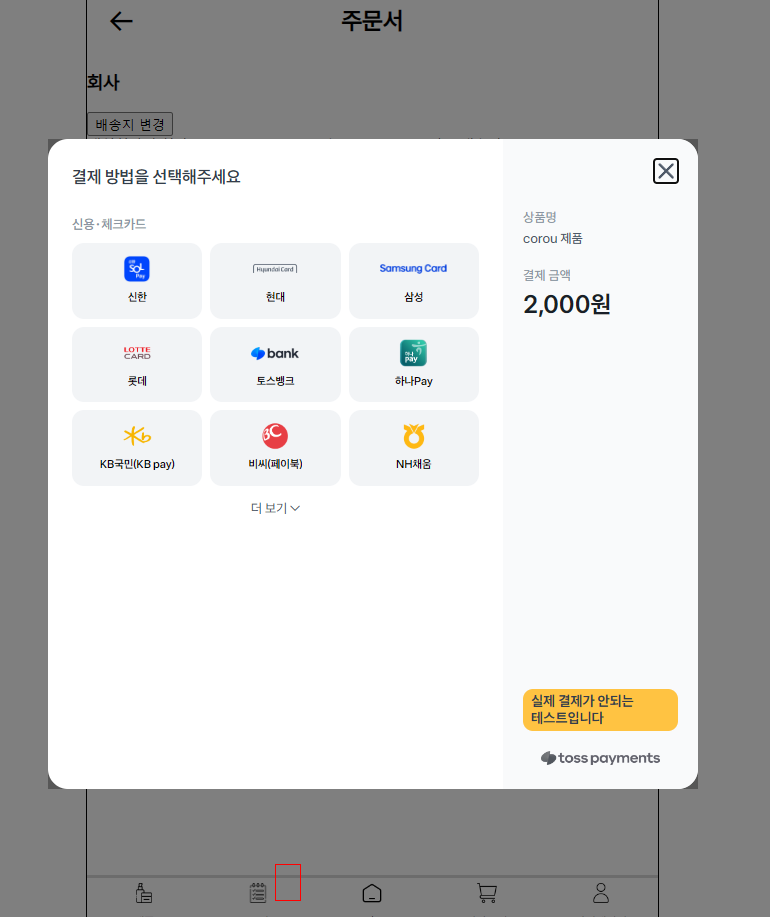 주문서
회사
배송지 변경
결제 방법을 선택해주세요
신용·체크카드
신한
SOL
Pay
신한
Hyundai Card
현대
Samsung Card
삼성
LOTTE
CARD
롯데
bank
토스뱅크
하나
Pay
하나Pay
KB국민(KB pay)
BC
비씨(페이북)
NH채움
더 보기
상품명
corou 제품
결제 금액
2,000원
실제 결제가 안되는
테스트입니다
toss payments